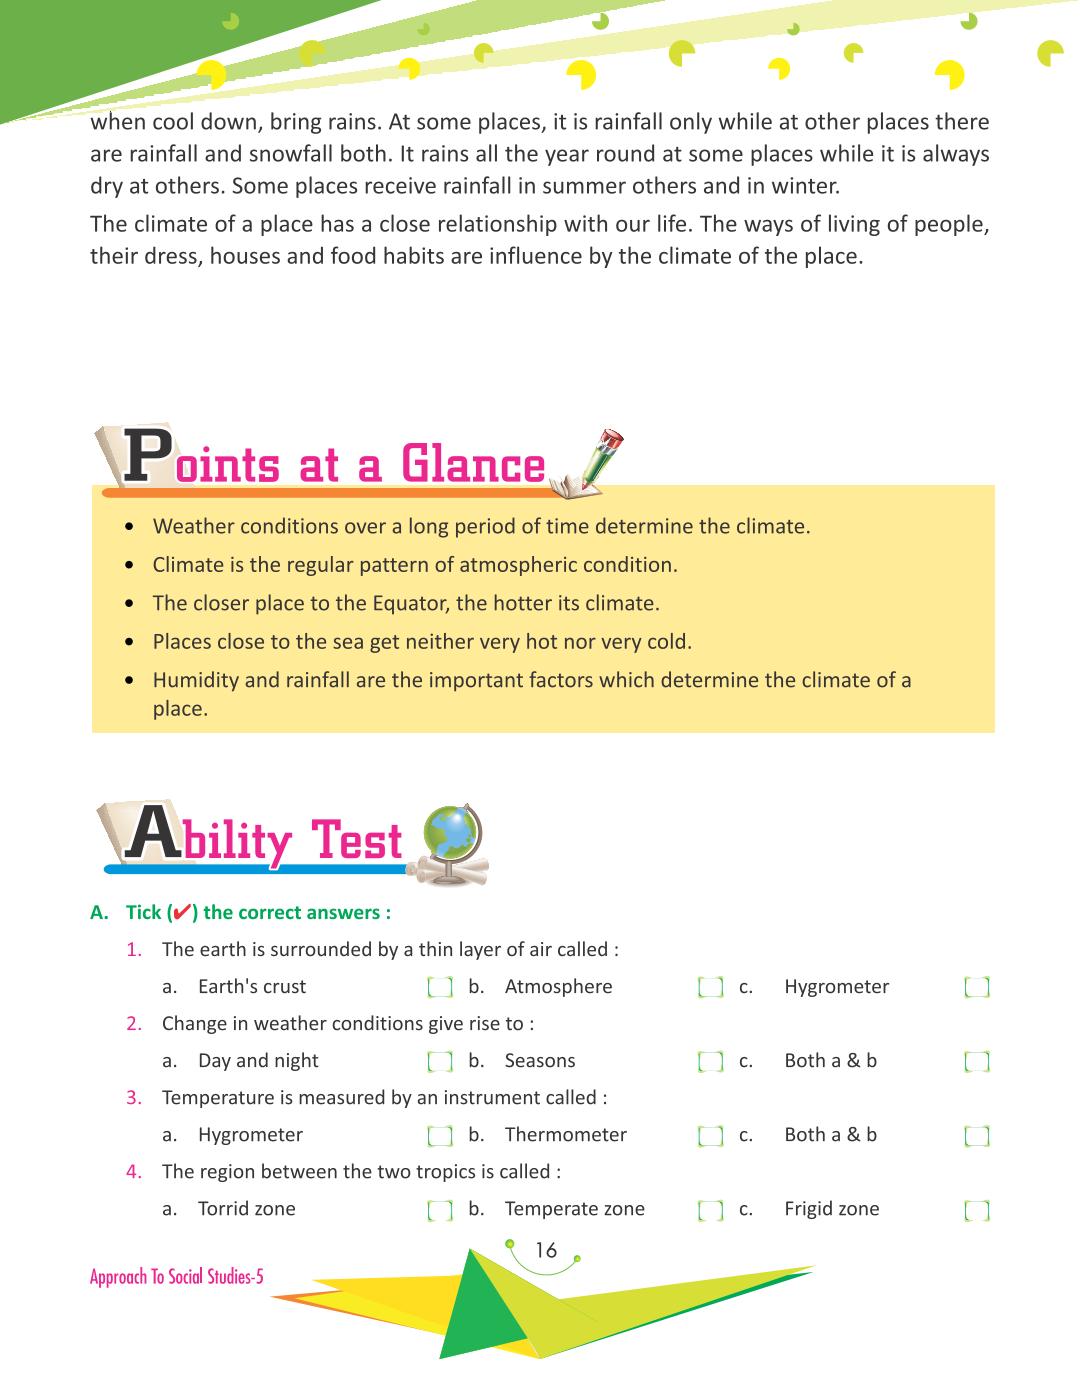 when cool down, bring rains. At some places, it is rainfall only while at other places there
are rainfall and snowfall both. It rains all the year round at some places while it is always
dry at others. Some places receive rainfall in summer others and in winter.
The climate of a place has a close relationship with our life. The ways of living of people,
their dress, houses and food habits are influence by the climate of the place.
Points at a Glance
• Weather conditions over a long period of time determine the climate.
• Climate is the regular pattern of atmospheric condition.
• The closer place to the Equator, the hotter its climate.
• Places close to the sea get neither very hot nor very cold.
• Humidity and rainfall are the important factors which determine the climate of a
place.
Ability Test
A. Tick (✔) the correct answers :
1. The earth is surrounded by a thin layer of air called :
a. Earth's crust b. Atmosphere c. Hygrometer
2. Change in weather conditions give rise to :
a. Day and night b. Seasons c. Both a & b
3. Temperature is measured by an instrument called :
a. Hygrometer b. Thermometer c. Both a & b
4. The region between the two tropics is called :
a. Torrid zone b. Temperate zone c. Frigid zone
16
Approach To Social Studies-5